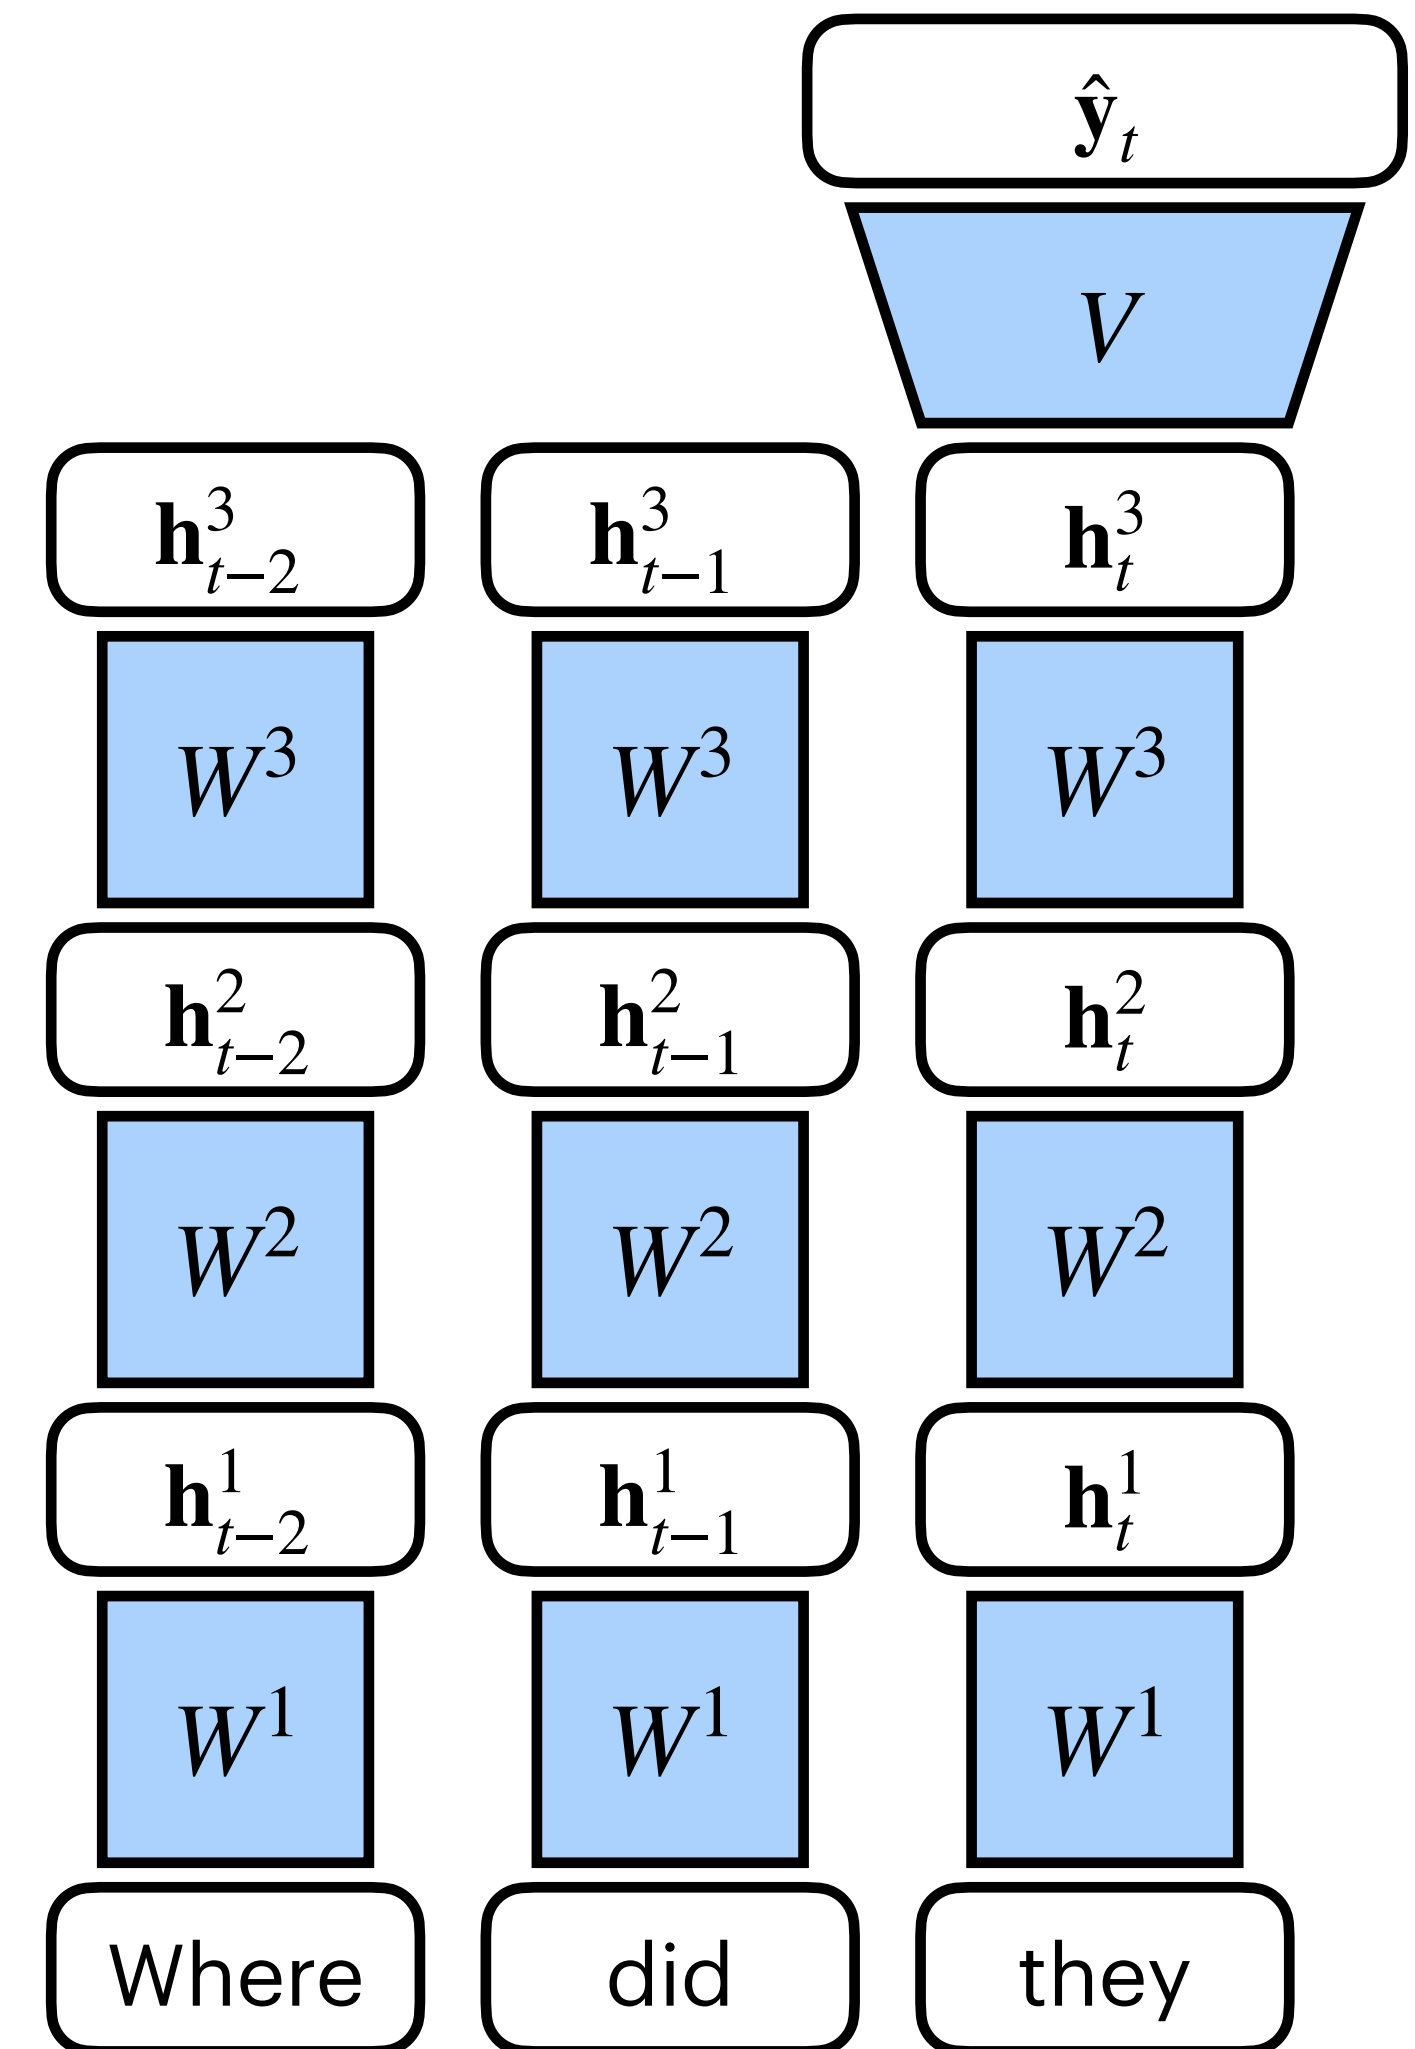 ŷ_t
V
h^3_{t−2} h^3_{t−1} h^3_t
W^3 W^3 W^3
h^2_{t−2} h^2_{t−1} h^2_t
W^2 W^2 W^2
h^1_{t−2} h^1_{t−1} h^1_t
W^1 W^1 W^1
Where did they